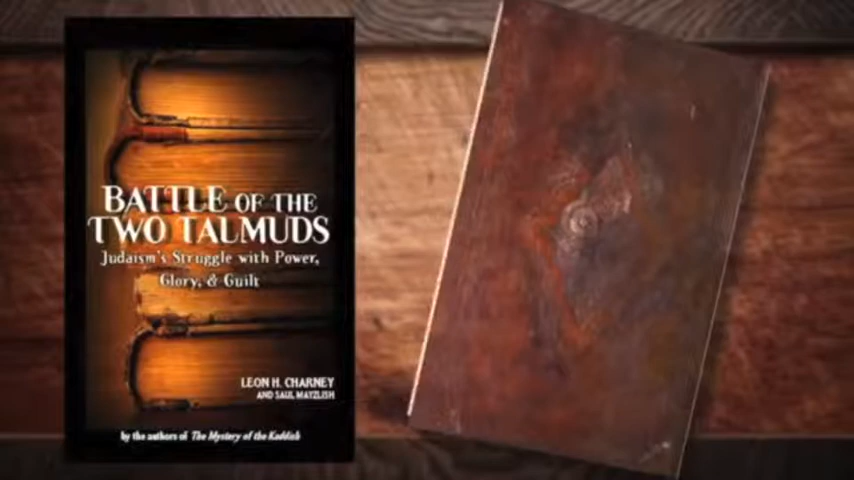 BATTLE OF THE
TWO TALMUDS
Judaism's Struggle with Power,
Glory, & Guilt
LEON H. CHARNEY
AND SAUL MAYZLISH
by the authors of The Mystery of the Kaddish